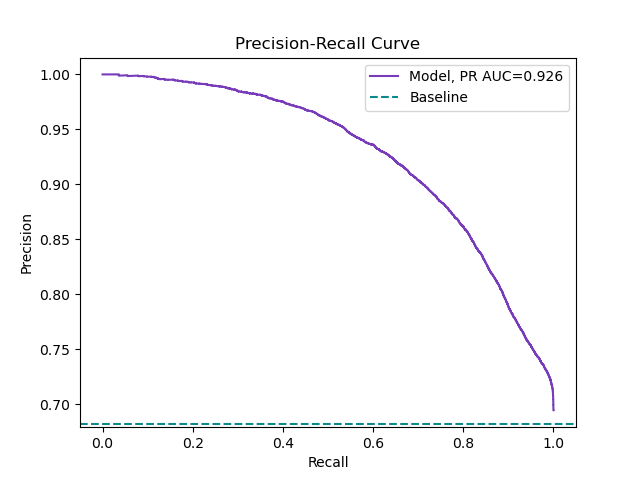 Precision-Recall Curve
Model, PR AUC=0.926
Baseline
1.00
0.95
0.90
0.85
0.80
0.75
0.70
Precision
0.0 0.2 0.4 0.6 0.8 1.0
Recall